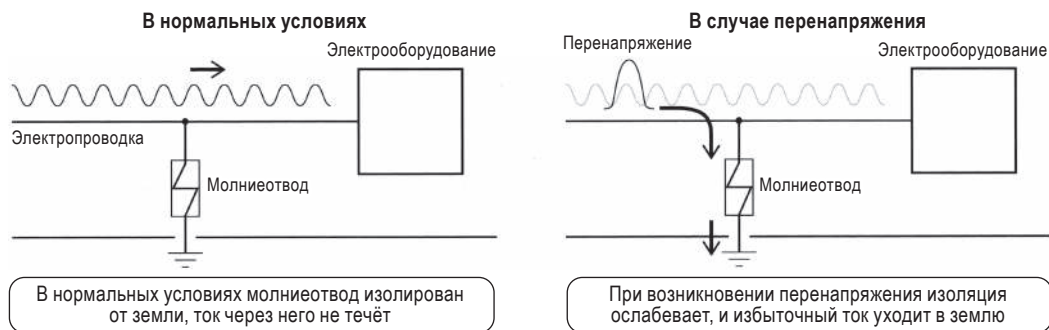 В нормальных условиях
Электрооборудование
Электропроводка
Молниеотвод
В нормальных условиях молниеотвод изолирован
от земли, ток через него не течёт
В случае перенапряжения
Перенапряжение
Электрооборудование
Молниеотвод
При возникновении перенапряжения изоляция
ослабевает, и избыточный ток уходит в землю